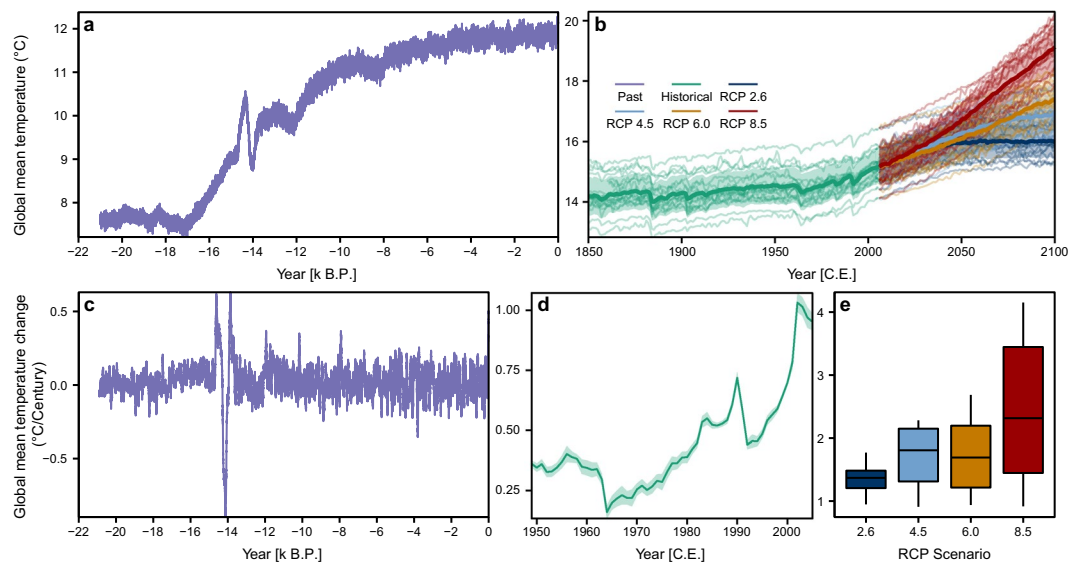 a
Global mean temperature (°C)
12
11
10
9
8
−22 −20 −18 −16 −14 −12 −10 −8 −6 −4 −2 0
Year [k B.P.]
b
20
18
16
14
Past Historical RCP 2.6
RCP 4.5 RCP 6.0 RCP 8.5
1850 1900 1950 2000 2050 2100
Year [C.E.]
c
Global mean temperature change
(°C/Century)
0.5
0.0
−0.5
−22 −20 −18 −16 −14 −12 −10 −8 −6 −4 −2 0
Year [k B.P.]
d
1.00
0.75
0.50
0.25
1950 1960 1970 1980 1990 2000
Year [C.E.]
e
4
3
2
1
2.6 4.5 6.0 8.5
RCP Scenario